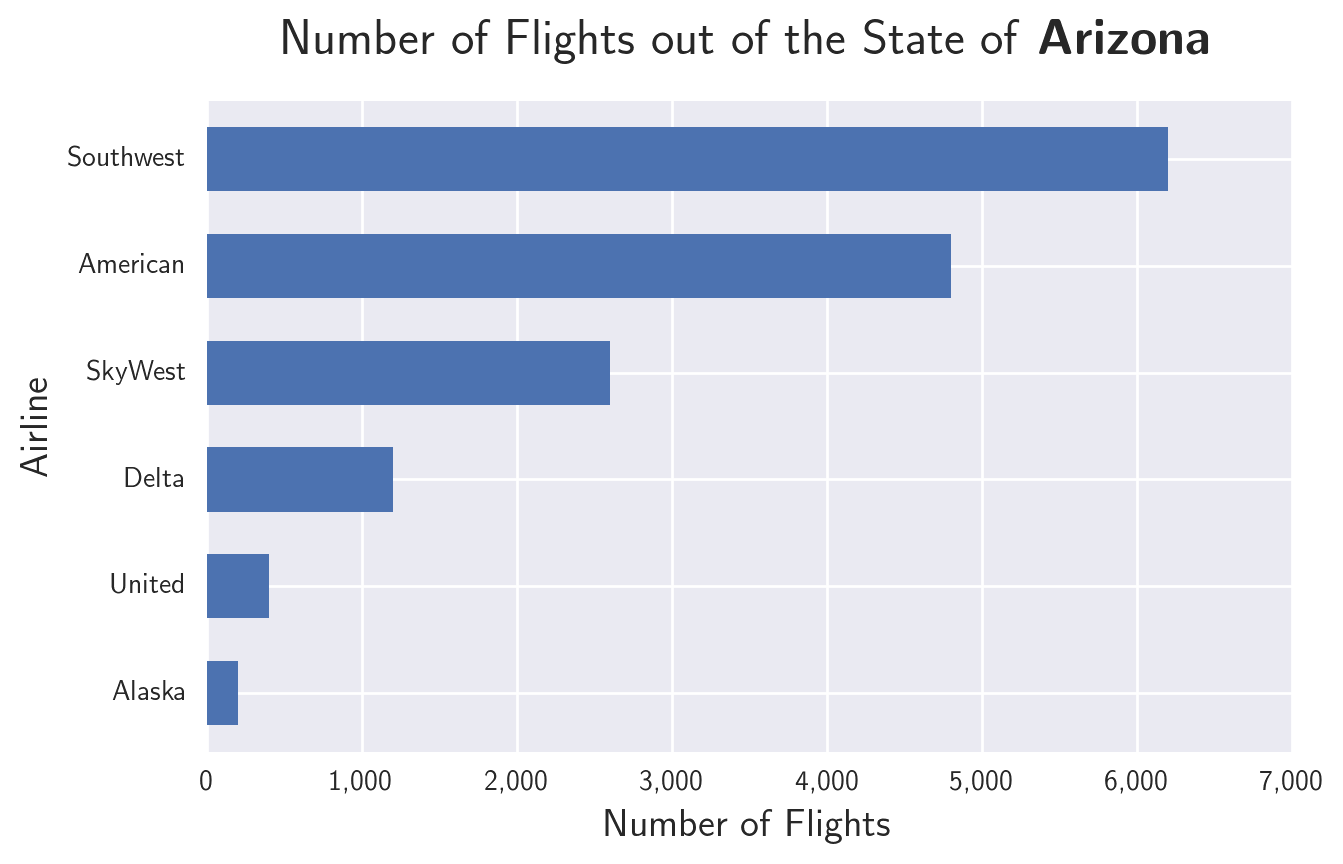 Number of Flights out of the State of Arizona
Southwest
American
SkyWest
Delta
United
Alaska
Airline
0 1,000 2,000 3,000 4,000 5,000 6,000 7,000
Number of Flights